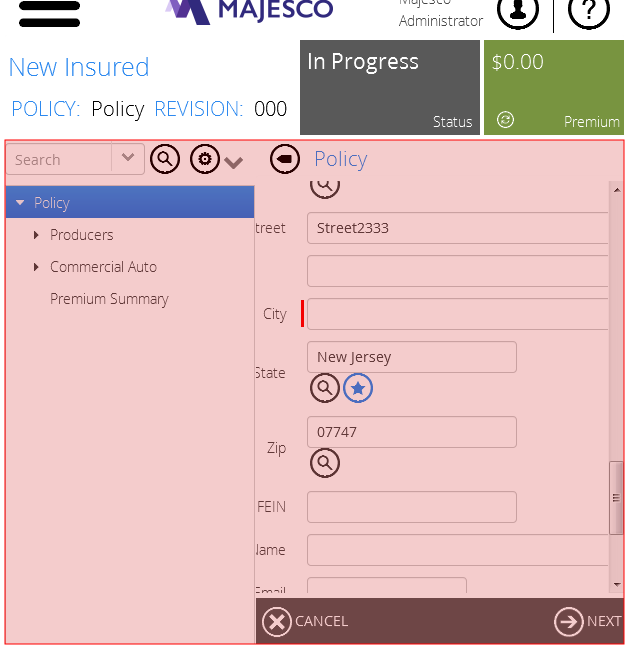 MAJESCO
Majesco
Administrator
?
New Insured
POLICY: Policy REVISION: 000
In Progress
Status
$0.00
Premium
Search
Policy
Policy
Producers
Commercial Auto
Premium Summary
treet
Street2333
City
State
New Jersey
Zip
07747
FEIN
Name
Email
CANCEL
NEXT